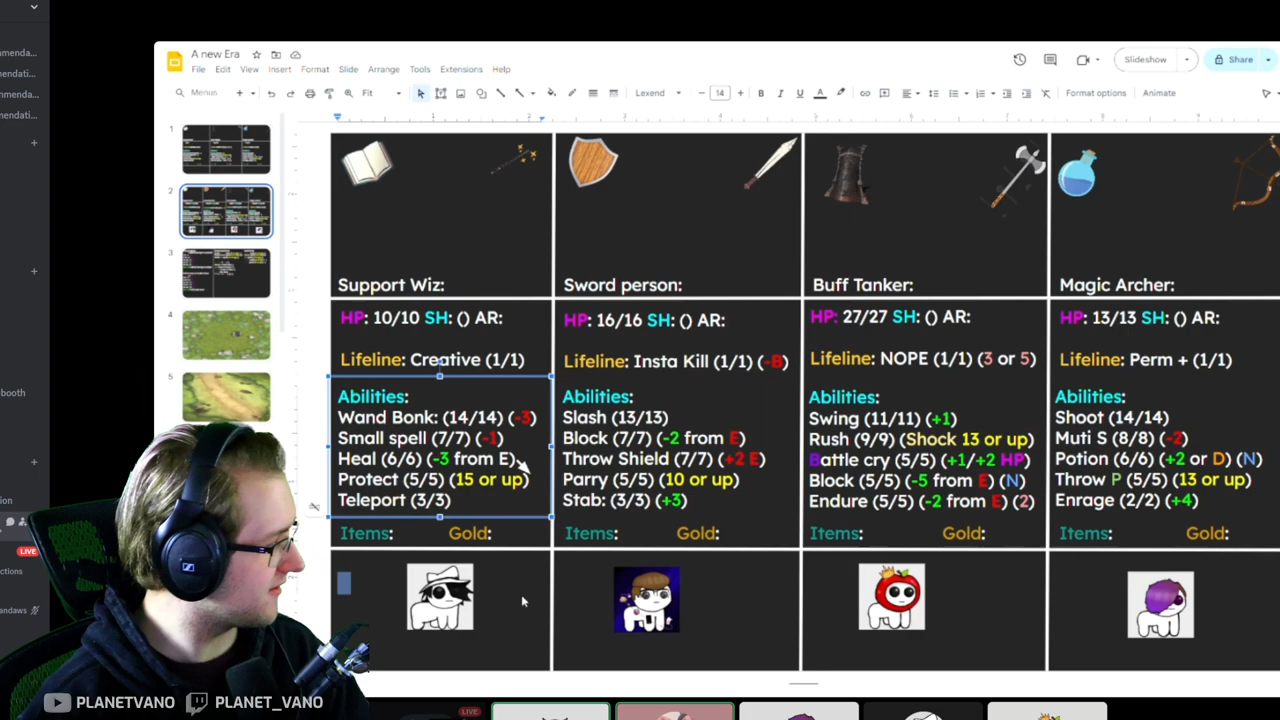 A new Era
File Edit View Insert Format Slide Arrange Tools Extensions Help
Slideshow
Share
Menus
Fit
Lexend
14
Format options
Animate
1
2
3
4
5
Support Wiz:
HP: 10/10 SH: () AR:
Lifeline: Creative (1/1)
Abilities:
Wand Bonk: (14/14) (-3)
Small spell (7/7) (-1)
Heal (6/6) (-3 from E)
Protect (5/5) (15 or up)
Teleport (3/3)
Items: Gold:
Sword person:
HP: 16/16 SH: () AR:
Lifeline: Insta Kill (1/1) (-B)
Abilities:
Slash (13/13)
Block (7/7) (-2 from E)
Throw Shield (7/7) (+2 E)
Parry (5/5) (10 or up)
Stab: (3/3) (+3)
Items: Gold:
Buff Tanker:
HP: 27/27 SH: () AR:
Lifeline: NOPE (1/1) (3 or 5)
Abilities:
Swing (11/11) (+1)
Rush (9/9) (Shock 13 or up)
Battle cry (5/5) (+1/+2 HP)
Block (5/5) (-5 from E) (N)
Endure (5/5) (-2 from E) (2)
Items: Gold:
Magic Archer:
HP: 13/13 SH: () AR:
Lifeline: Perm + (1/1)
Abilities:
Shoot (14/14)
Muti S (8/8) (-2)
Potion (6/6) (+2 or D) (N)
Throw P (5/5) (13 or up)
Enrage (2/2) (+4)
Items: Gold:
LIVE
PLANETVANO PLANET_VANO
LIVE